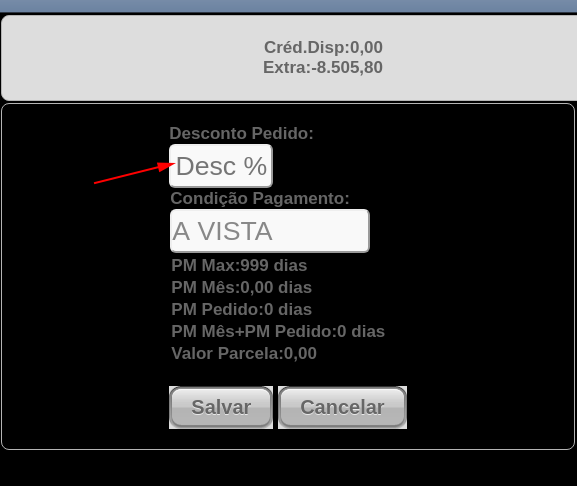 Créd.Disp:0,00
Extra:-8.505,80
Desconto Pedido:
Desc %
Condição Pagamento:
A VISTA
PM Max:999 dias
PM Mês:0,00 dias
PM Pedido:0 dias
PM Mês+PM Pedido:0 dias
Valor Parcela:0,00
Salvar Cancelar